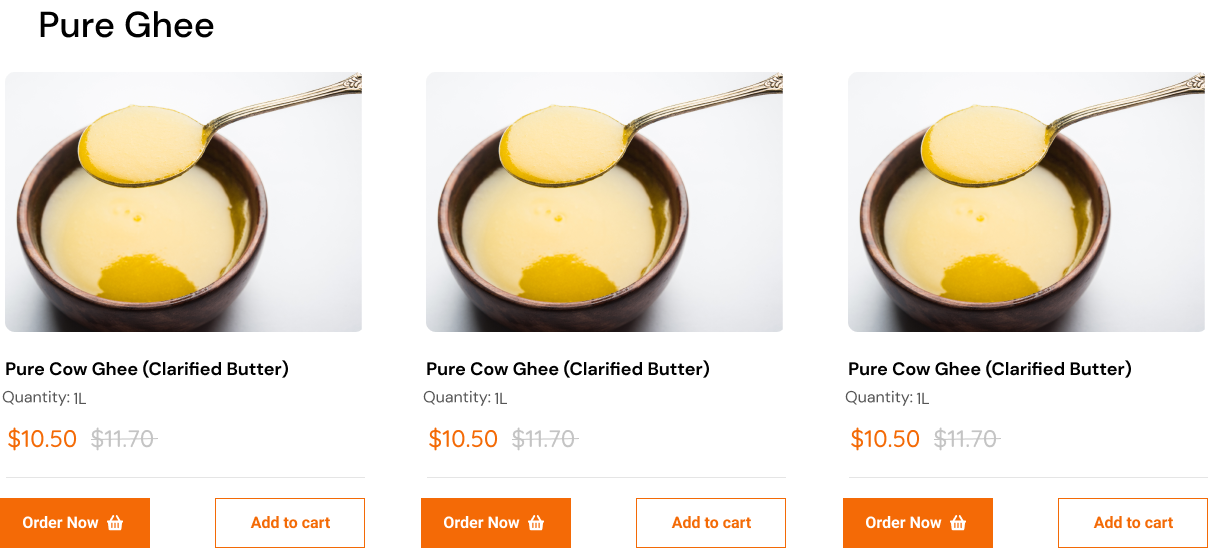 Pure Ghee
Pure Cow Ghee (Clarified Butter)
Quantity: 1L
$10.50 $11.70
Order Now
Add to cart
Pure Cow Ghee (Clarified Butter)
Quantity: 1L
$10.50 $11.70
Order Now
Add to cart
Pure Cow Ghee (Clarified Butter)
Quantity: 1L
$10.50 $11.70
Order Now
Add to cart